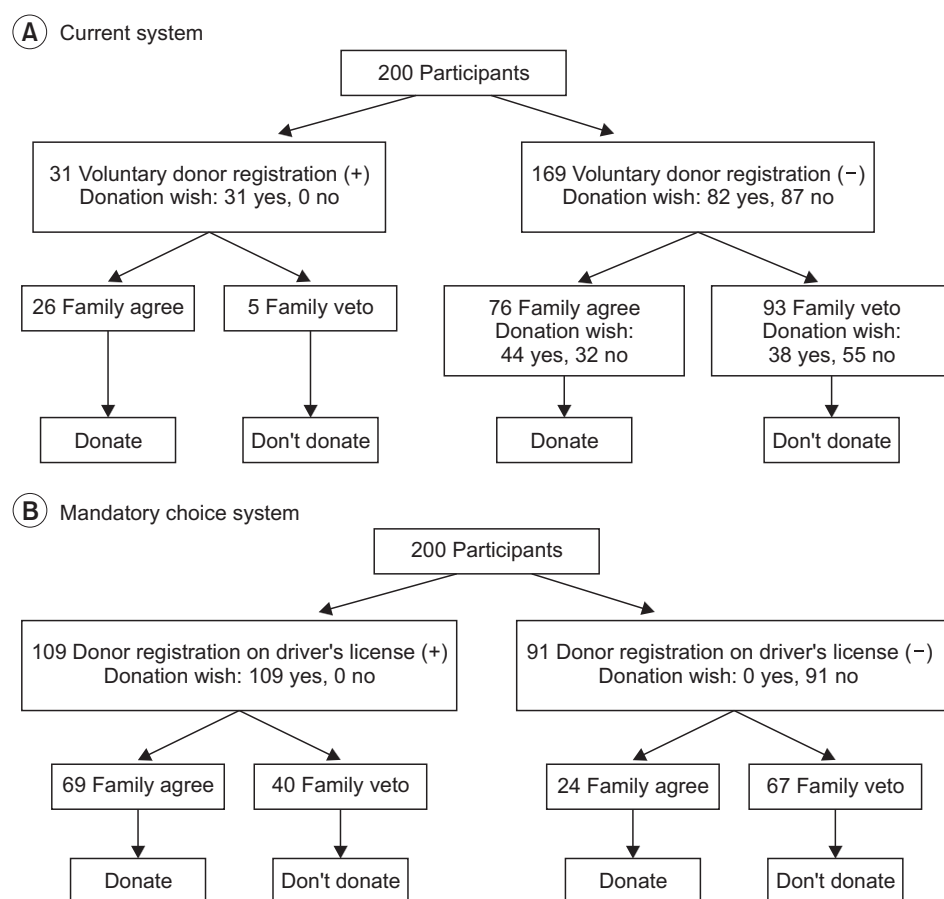 A Current system
200 Participants
31 Voluntary donor registration (+)
Donation wish: 31 yes, 0 no
169 Voluntary donor registration (−)
Donation wish: 82 yes, 87 no
26 Family agree
5 Family veto
76 Family agree
Donation wish:
44 yes, 32 no
93 Family veto
Donation wish:
38 yes, 55 no
Donate
Don't donate
Donate
Don't donate
B Mandatory choice system
200 Participants
109 Donor registration on driver's license (+)
Donation wish: 109 yes, 0 no
91 Donor registration on driver's license (−)
Donation wish: 0 yes, 91 no
69 Family agree
40 Family veto
24 Family agree
67 Family veto
Donate
Don't donate
Donate
Don't donate